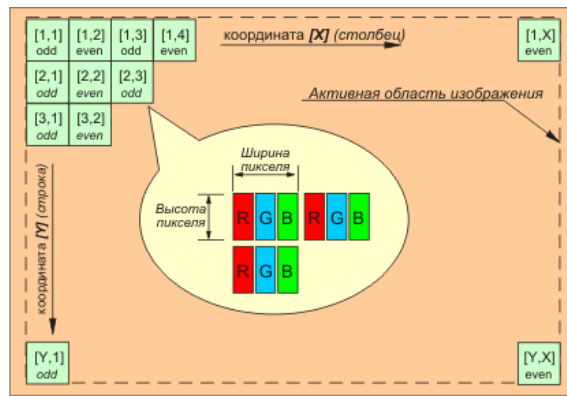 [1,1] [1,2] [1,3] [1,4] координата [X] (столбец) [1,X]
odd even odd even even
[2,1] [2,2] [2,3]
odd even odd
Активная область изображения
[3,1] [3,2]
odd even
координата [Y] (строка)
Ширина
пикселя
Высота
пикселя
R G B R G B
R G B
[Y,1] [Y,X]
odd even